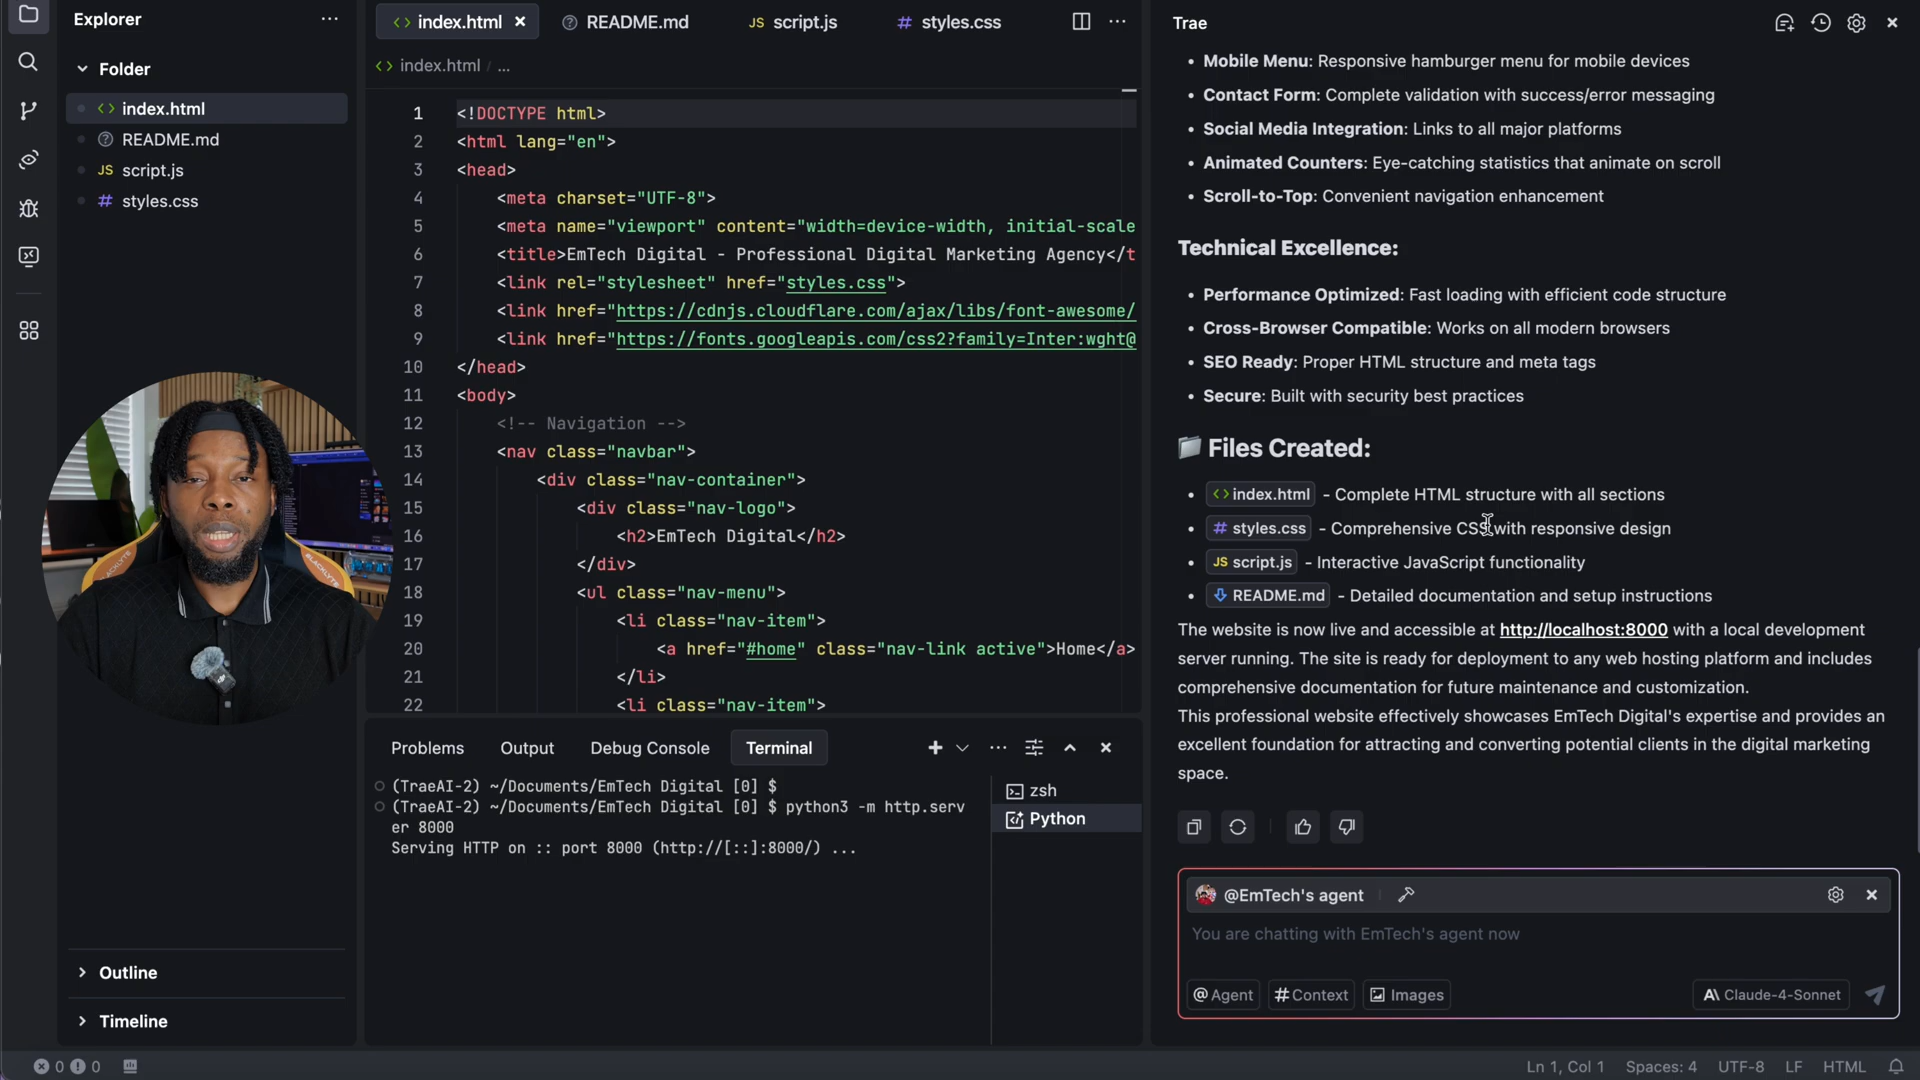 Explorer
Folder
index.html
README.md
JS script.js
# styles.css
Outline
Timeline
index.html
README.md
JS script.js
# styles.css
index.html / ...
1 <!DOCTYPE html>
2 <html lang="en">
3 <head>
4 <meta charset="UTF-8">
5 <meta name="viewport" content="width=device-width, initial-scale
6 <title>EmTech Digital - Professional Digital Marketing Agency</t
7 <link rel="stylesheet" href="styles.css">
8 <link href="https://cdnjs.cloudflare.com/ajax/libs/font-awesome/
9 <link href="https://fonts.googleapis.com/css2?family=Inter:wght@
10 </head>
11 <body>
12 <!-- Navigation -->
13 <nav class="navbar">
14 <div class="nav-container">
15 <div class="nav-logo">
16 <h2>EmTech Digital</h2>
17 </div>
18 <ul class="nav-menu">
19 <li class="nav-item">
20 <a href="#home" class="nav-link active">Home</a>
21 </li>
22 <li class="nav-item">
Problems Output Debug Console Terminal
(TraeAI-2) ~/Documents/EmTech Digital [0] $
(TraeAI-2) ~/Documents/EmTech Digital [0] $ python3 -m http.serv
er 8000
Serving HTTP on :: port 8000 (http://[::]:8000/) ...
zsh
Python
Trae
• Mobile Menu: Responsive hamburger menu for mobile devices
• Contact Form: Complete validation with success/error messaging
• Social Media Integration: Links to all major platforms
• Animated Counters: Eye-catching statistics that animate on scroll
• Scroll-to-Top: Convenient navigation enhancement
Technical Excellence:
• Performance Optimized: Fast loading with efficient code structure
• Cross-Browser Compatible: Works on all modern browsers
• SEO Ready: Proper HTML structure and meta tags
• Secure: Built with security best practices
Files Created:
• index.html - Complete HTML structure with all sections
• # styles.css - Comprehensive CSS with responsive design
• JS script.js - Interactive JavaScript functionality
• README.md - Detailed documentation and setup instructions
The website is now live and accessible at http://localhost:8000 with a local development
server running. The site is ready for deployment to any web hosting platform and includes
comprehensive documentation for future maintenance and customization.
This professional website effectively showcases EmTech Digital's expertise and provides an
excellent foundation for attracting and converting potential clients in the digital marketing
space.
@EmTech's agent
You are chatting with EmTech's agent now
@ Agent # Context Images
A\ Claude-4-Sonnet
0 0
Ln 1, Col 1 Spaces: 4 UTF-8 LF HTML